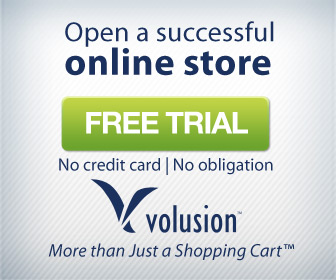 Open a successful
online store
FREE TRIAL
No credit card | No obligation
volusion™
More than Just a Shopping Cart™